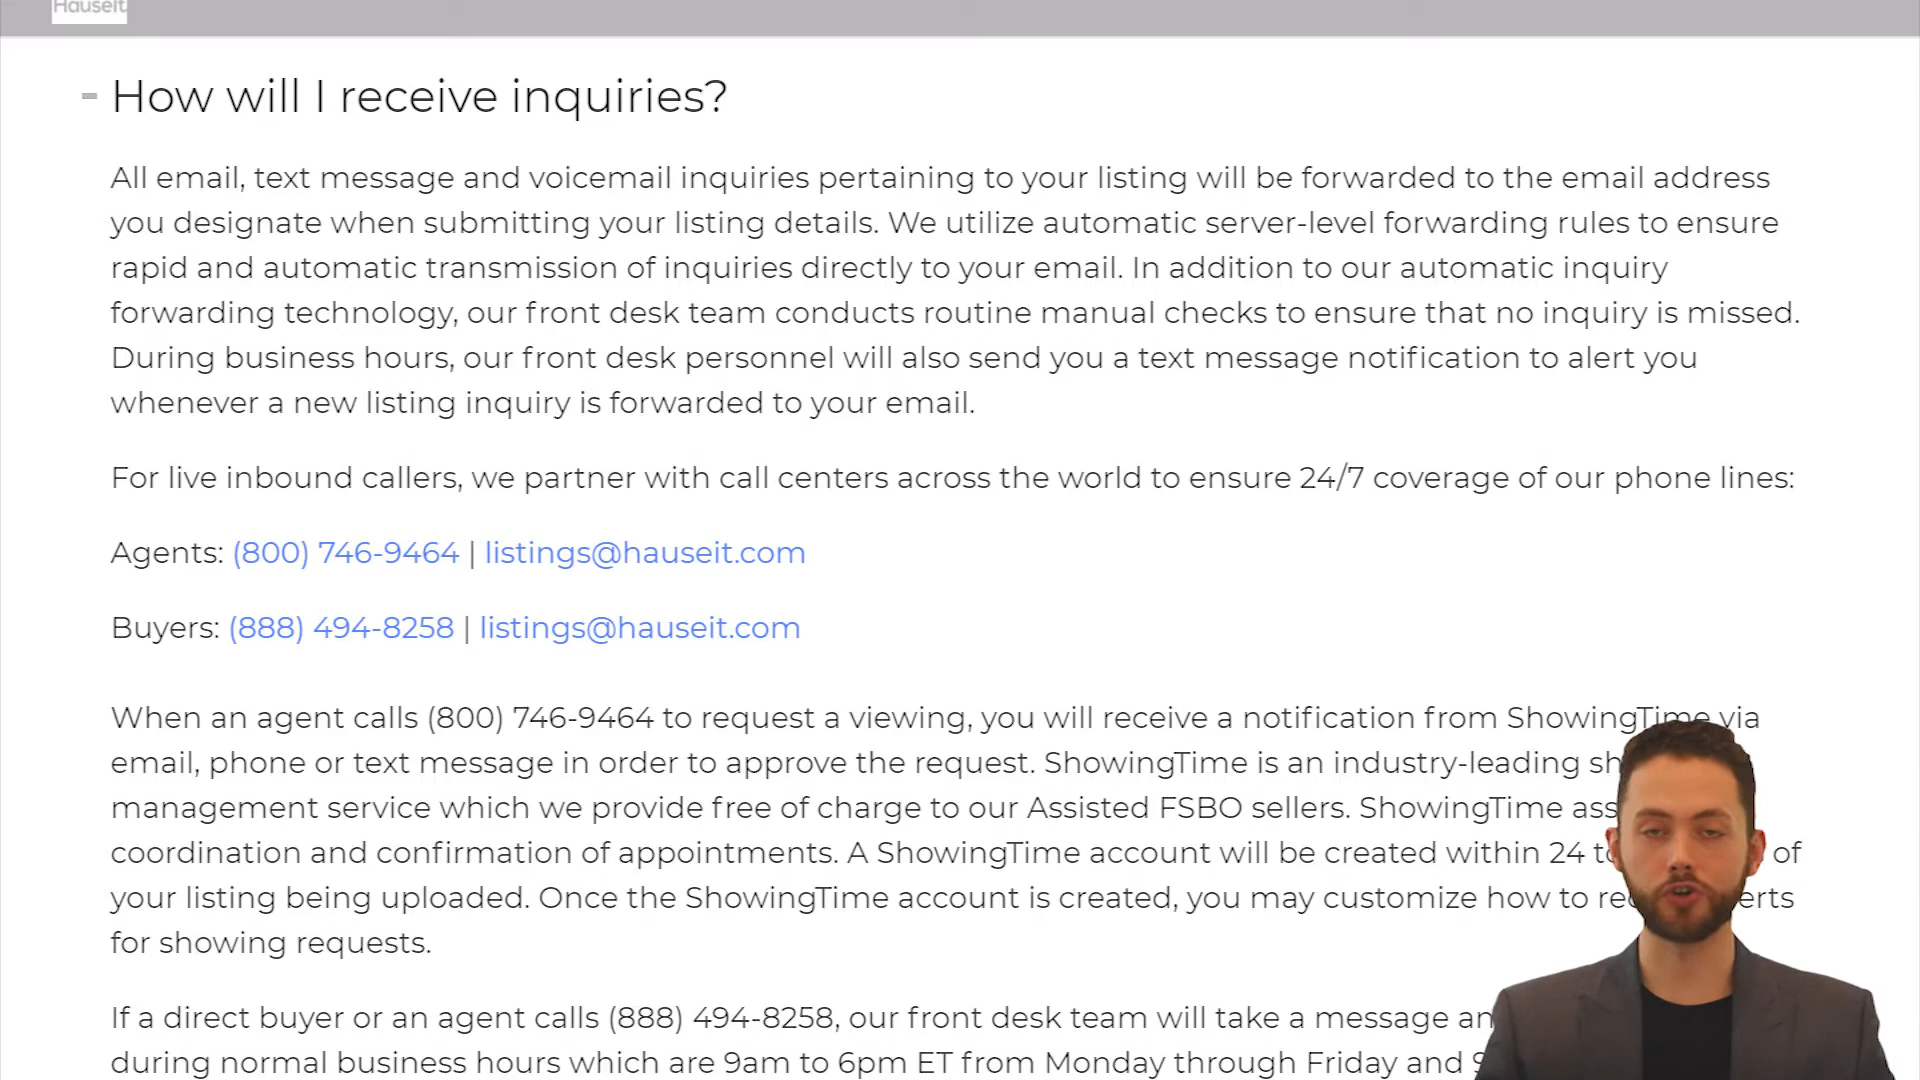 Hauseit
- How will I receive inquiries?
All email, text message and voicemail inquiries pertaining to your listing will be forwarded to the email address
you designate when submitting your listing details. We utilize automatic server-level forwarding rules to ensure
rapid and automatic transmission of inquiries directly to your email. In addition to our automatic inquiry
forwarding technology, our front desk team conducts routine manual checks to ensure that no inquiry is missed.
During business hours, our front desk personnel will also send you a text message notification to alert you
whenever a new listing inquiry is forwarded to your email.
For live inbound callers, we partner with call centers across the world to ensure 24/7 coverage of our phone lines:
Agents: (800) 746-9464 | listings@hauseit.com
Buyers: (888) 494-8258 | listings@hauseit.com
When an agent calls (800) 746-9464 to request a viewing, you will receive a notification from ShowingTime via
email, phone or text message in order to approve the request. ShowingTime is an industry-leading
management service which we provide free of charge to our Assisted FSBO sellers. ShowingTime
coordination and confirmation of appointments. A ShowingTime account will be created within 24 of
your listing being uploaded. Once the ShowingTime account is created, you may customize how to
for showing requests.
If a direct buyer or an agent calls (888) 494-8258, our front desk team will take a message
during normal business hours which are 9am to 6pm ET from Monday through Friday and